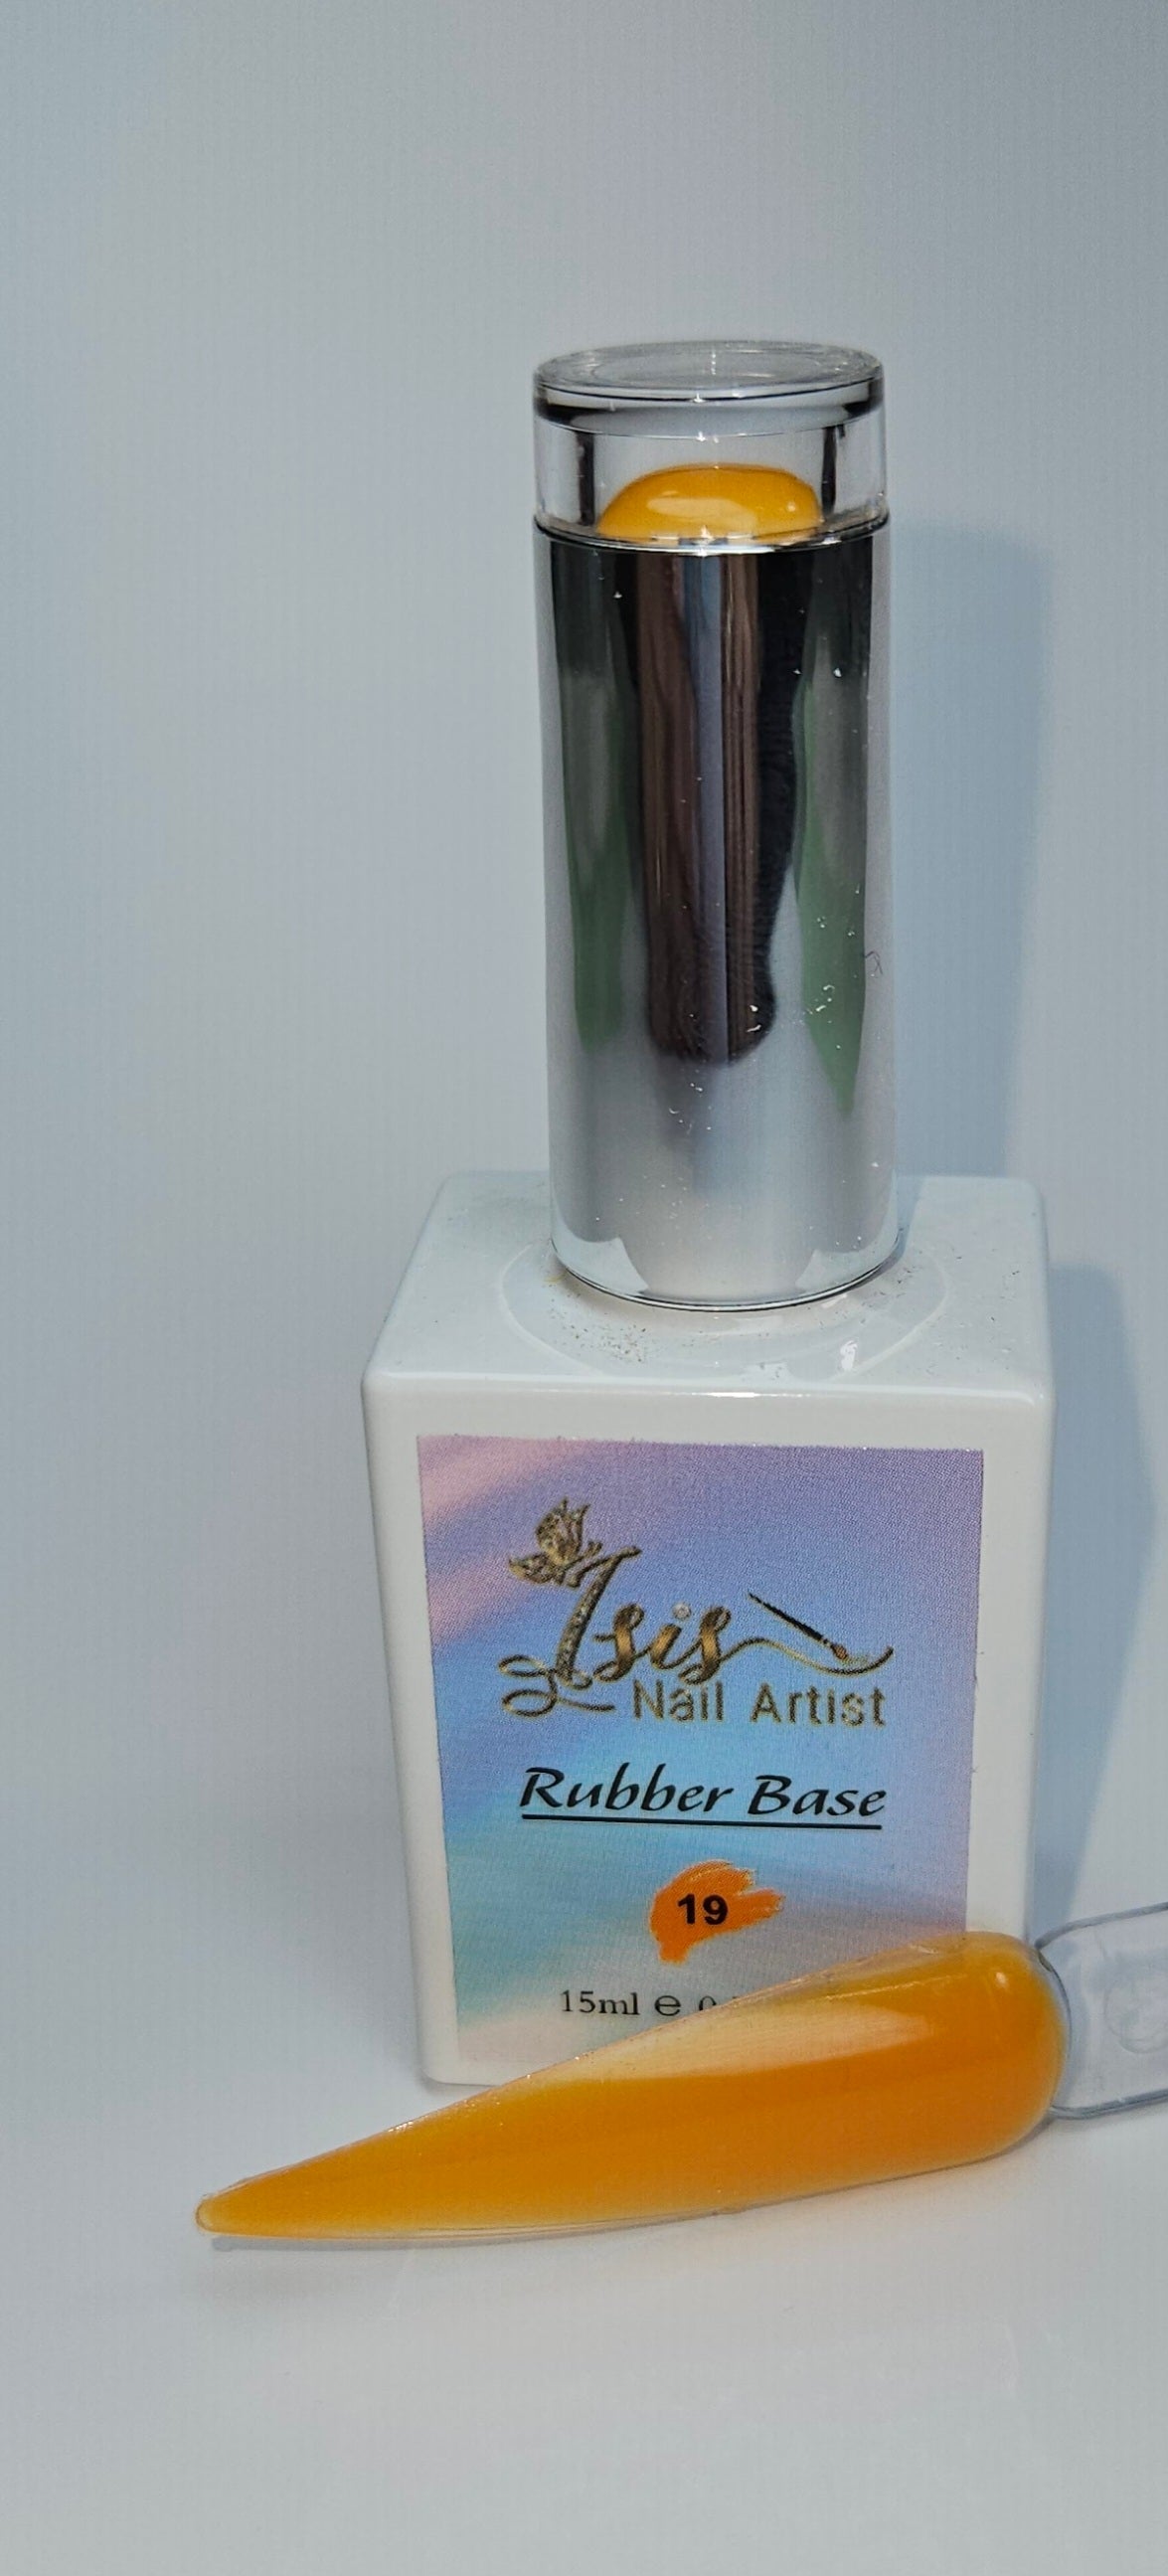 Isis
Nail Artist
Rubber Base
19
15ml ℮